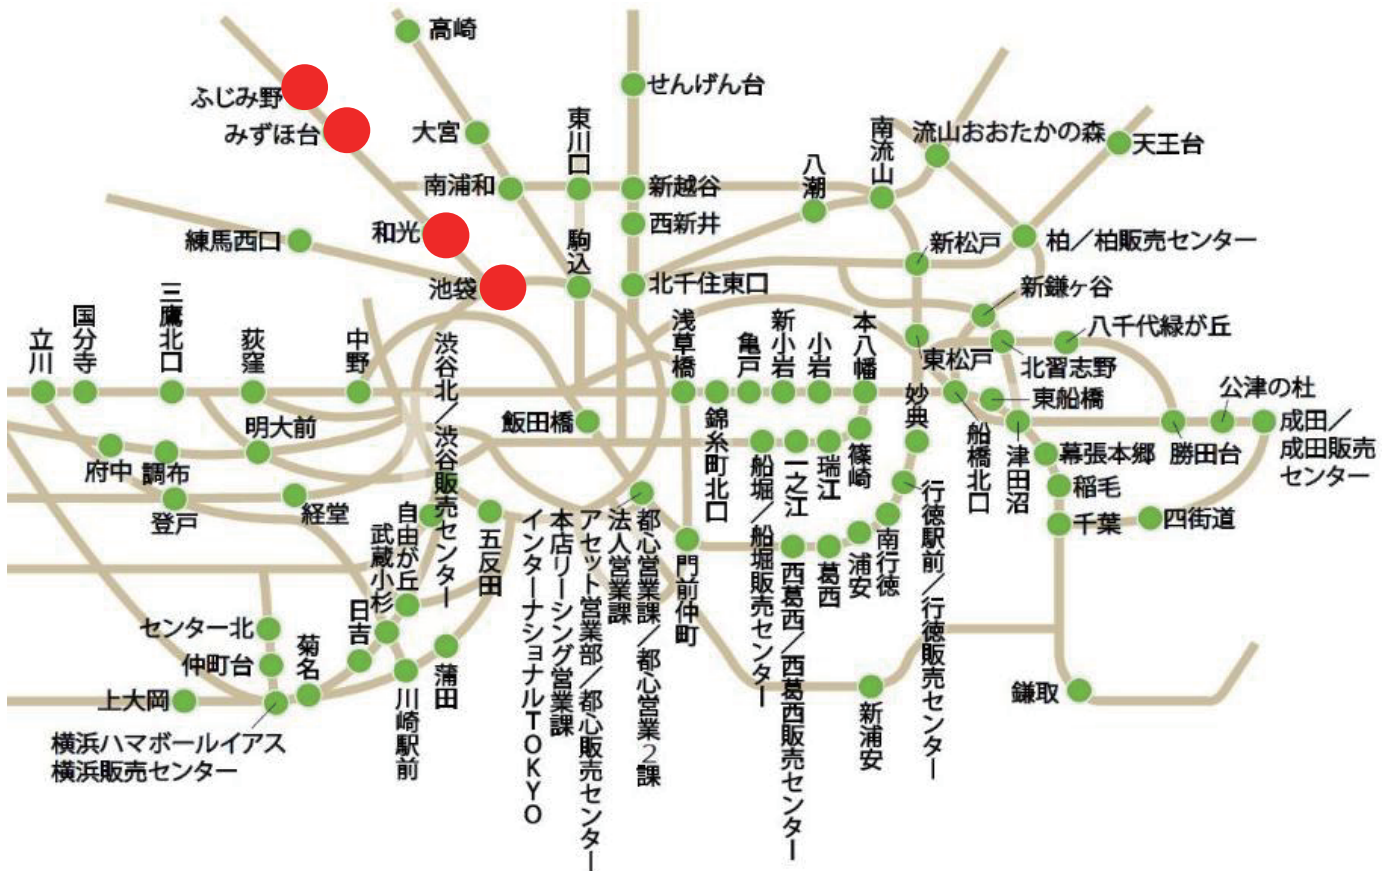 高崎
ふじみ野
せんげん台
みずほ台
大宮
東川口
南流山
流山おおたかの森
天王台
八潮
南浦和
新越谷
西新井
和光
練馬西口
駒込
新松戸
柏／柏販売センター
池袋
北千住東口
新鎌ヶ谷
立川
国分寺
三鷹北口
荻窪
中野
渋谷北／渋谷販売センター
浅草橋
亀戸
新小岩
小岩
本八幡
東松戸
八千代緑が丘
北習志野
妙典
東船橋
公津の杜
明大前
飯田橋
錦糸町北口
船橋北口
津田沼
成田／
成田販売
センター
府中
調布
船堀／船堀販売センター
一之江
瑞江
篠崎
幕張本郷
勝田台
稲毛
登戸
経堂
千葉
四街道
自由が丘
武蔵小杉
五反田
インターナショナルTOKYO
本店リーシング営業課
アセット営業部／都心販売センター
法人営業課
都心営業課／都心営業2課
門前仲町
西葛西／西葛西販売センター
葛西
浦安
南行徳
行徳駅前／行徳販売センター
日吉
センター北
仲町台
菊名
蒲田
上大岡
川崎駅前
新浦安
鎌取
横浜ハマボールイアス
横浜販売センター